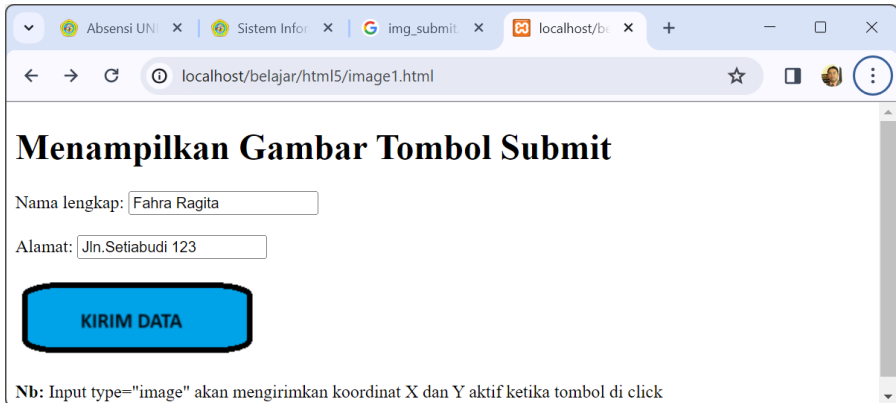 Absensi UNI
Sistem Infor
img_submit.
localhost/be
localhost/belajar/html5/image1.html
Menampilkan Gambar Tombol Submit
Nama lengkap: Fahra Ragita
Alamat: Jln.Setiabudi 123
KIRIM DATA
Nb: Input type="image" akan mengirimkan koordinat X dan Y aktif ketika tombol di click